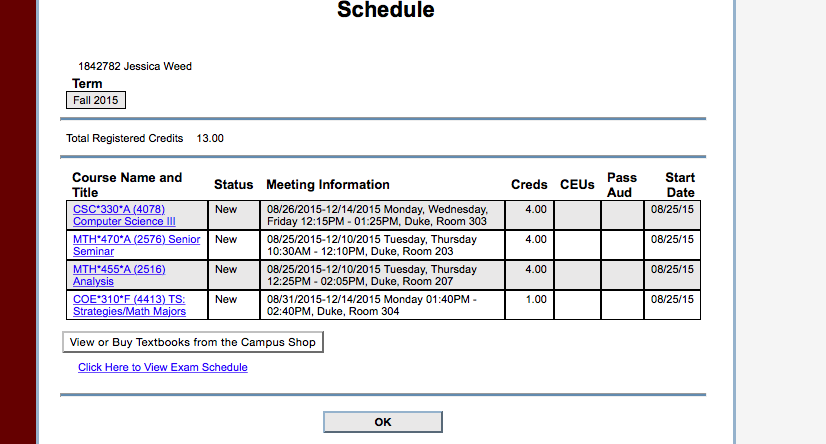 Schedule
1842782 Jessica Weed
Term
Fall 2015
Total Registered Credits 13.00
Course Name and Title Status Meeting Information Creds CEUs Pass Aud Start Date
CSC*330*A (4078) New 08/26/2015-12/14/2015 Monday, Wednesday, 4.00 08/25/15
Computer Science III Friday 12:15PM - 01:25PM, Duke, Room 303
MTH*470*A (2576) Senior New 08/25/2015-12/10/2015 Tuesday, Thursday 4.00 08/25/15
Seminar 10:30AM - 12:10PM, Duke, Room 203
MTH*455*A (2516) New 08/25/2015-12/10/2015 Tuesday, Thursday 4.00 08/25/15
Analysis 12:25PM - 02:05PM, Duke, Room 207
COE*310*F (4413) TS: New 08/31/2015-12/14/2015 Monday 01:40PM - 1.00 08/25/15
Strategies/Math Majors 02:40PM, Duke, Room 304
View or Buy Textbooks from the Campus Shop
Click Here to View Exam Schedule
OK